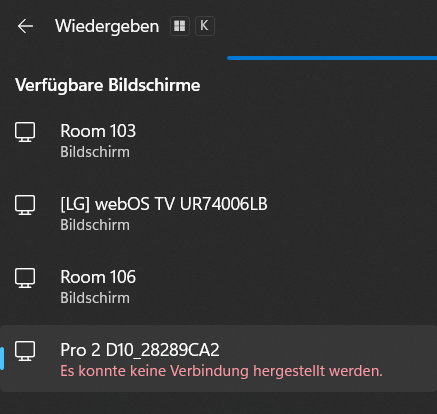 Wiedergeben K
Verfügbare Bildschirme
Room 103
Bildschirm
[LG] webOS TV UR74006LB
Bildschirm
Room 106
Bildschirm
Pro 2 D10_28289CA2
Es konnte keine Verbindung hergestellt werden.